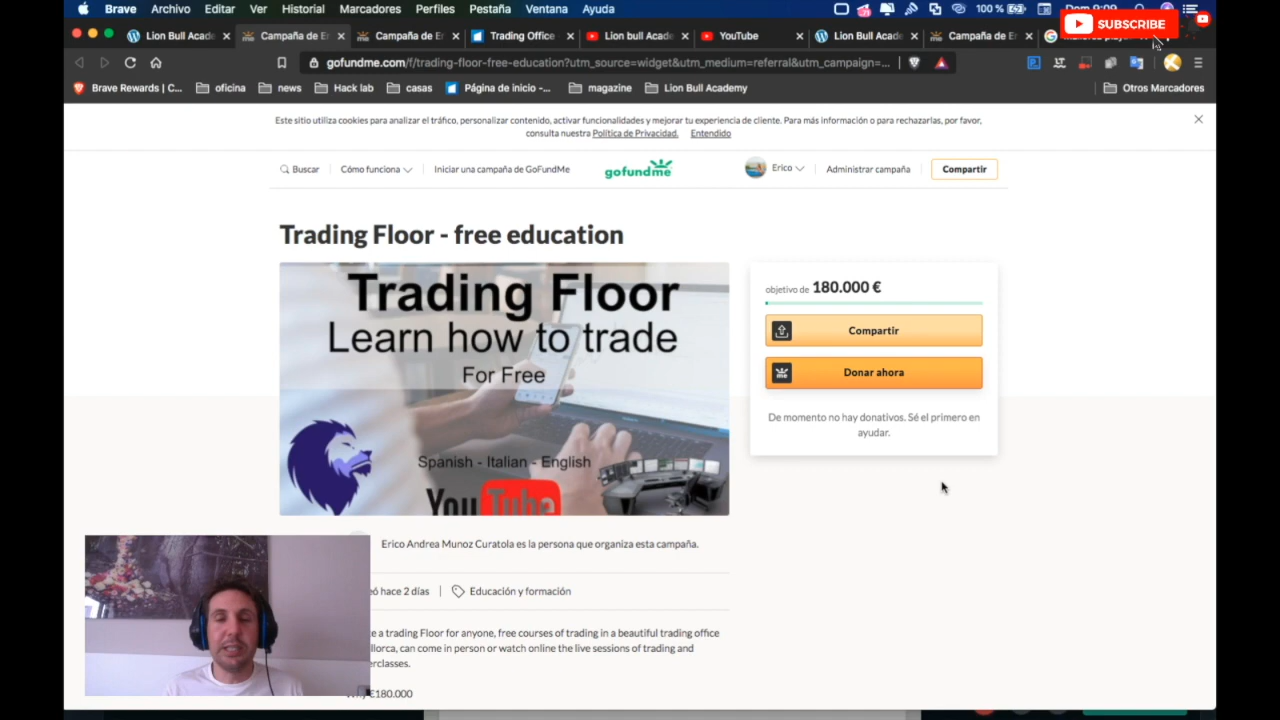 Brave Archivo Editar Ver Historial Marcadores Perfiles Pestaña Ventana Ayuda
100 % Dom 9:09
SUBSCRIBE
Lion Bull Acade
Campaña de E
Campaña de E
Trading Office
Lion bull Acade
YouTube
Lion Bull Acade
Campaña de E
gofundme.com/f/trading-floor-free-education?utm_source=widget&utm_medium=referral&utm_campaign=...
Brave Rewards | C... oficina news Hack lab casas Página de inicio -... magazine Lion Bull Academy Otros Marcadores
Este sitio utiliza cookies para analizar el tráfico, personalizar contenido, activar funcionalidades y mejorar tu experiencia de cliente. Para más información o para rechazarlas, por favor,
consulta nuestra Política de Privacidad. Entendido
Buscar Cómo funciona Iniciar una campaña de GoFundMe gofundme Erico Administrar campaña Compartir
Trading Floor - free education
Trading Floor
Learn how to trade
For Free
Spanish - Italian - English
YouTube
objetivo de 180.000 €
Compartir
Donar ahora
De momento no hay donativos. Sé el primero en
ayudar.
Erico Andrea Munoz Curatola es la persona que organiza esta campaña.
hace 2 días Educación y formación
a trading Floor for anyone, free courses of trading in a beautiful trading office
can come in person or watch online the live sessions of trading and
€180.000